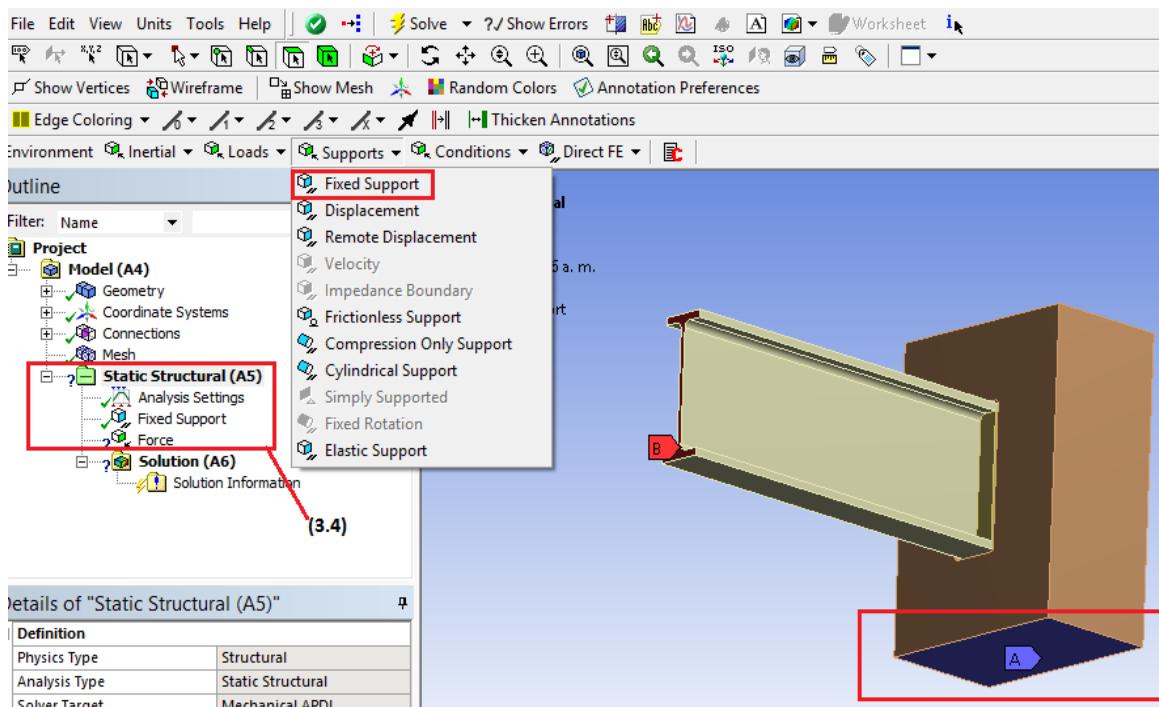 File Edit View Units Tools Help Solve ?/ Show Errors Worksheet
Show Vertices Wireframe Show Mesh Random Colors Annotation Preferences
Edge Coloring Thicken Annotations
Environment Inertial Loads Supports Conditions Direct FE
Outline
Filter: Name
Project
Model (A4)
Geometry
Coordinate Systems
Connections
Mesh
Static Structural (A5)
Analysis Settings
Fixed Support
Force
Solution (A6)
Solution Information
(3.4)
Fixed Support
Displacement
Remote Displacement
Velocity
Impedance Boundary
Frictionless Support
Compression Only Support
Cylindrical Support
Simply Supported
Fixed Rotation
Elastic Support
al
a. m.
rt
B
A
Details of "Static Structural (A5)"
Definition
Physics Type Structural
Analysis Type Static Structural
Solver Target Mechanical APDL